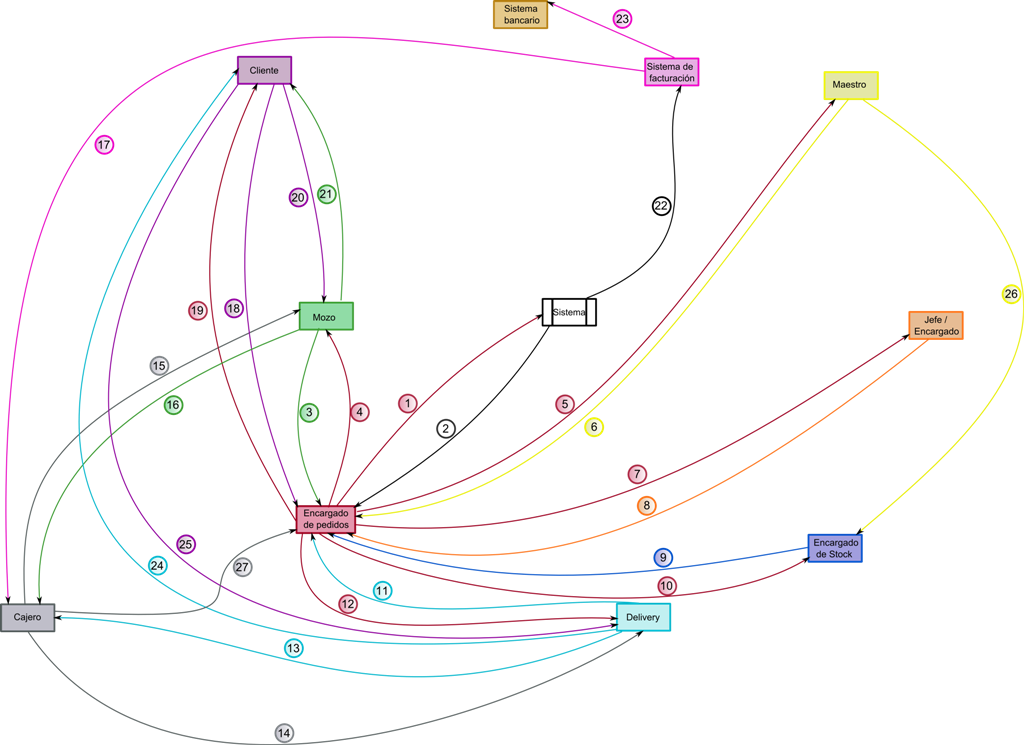 Sistema
bancario
23
Sistema de
facturación
Cliente
Maestro
17
20
21
22
26
19
18
Mozo
Sistema
Jefe /
Encargado
15
16
3
4
1
5
6
2
7
8
Encargado
de pedidos
Encargado
de Stock
25
24
27
9
10
11
12
Cajero
Delivery
13
14